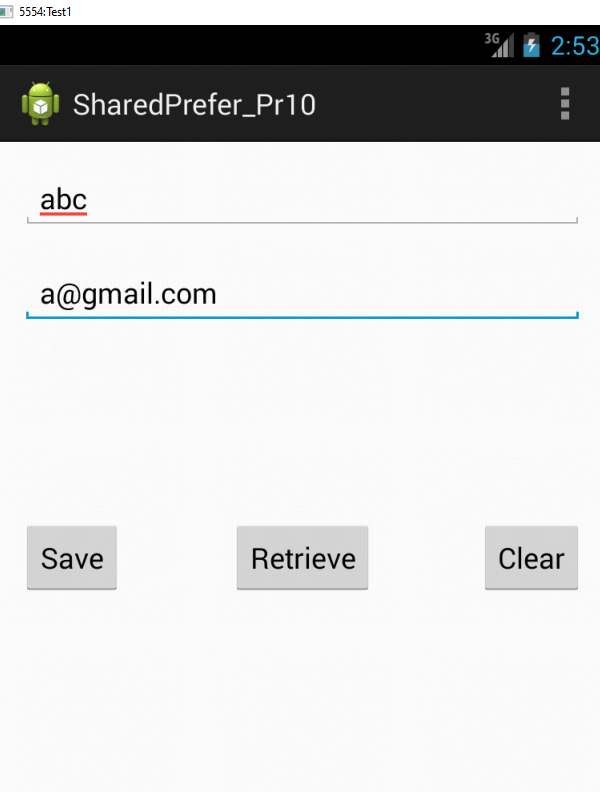 5554:Test1
3G 2:53
SharedPrefer_Pr10
abc
a@gmail.com
Save Retrieve Clear